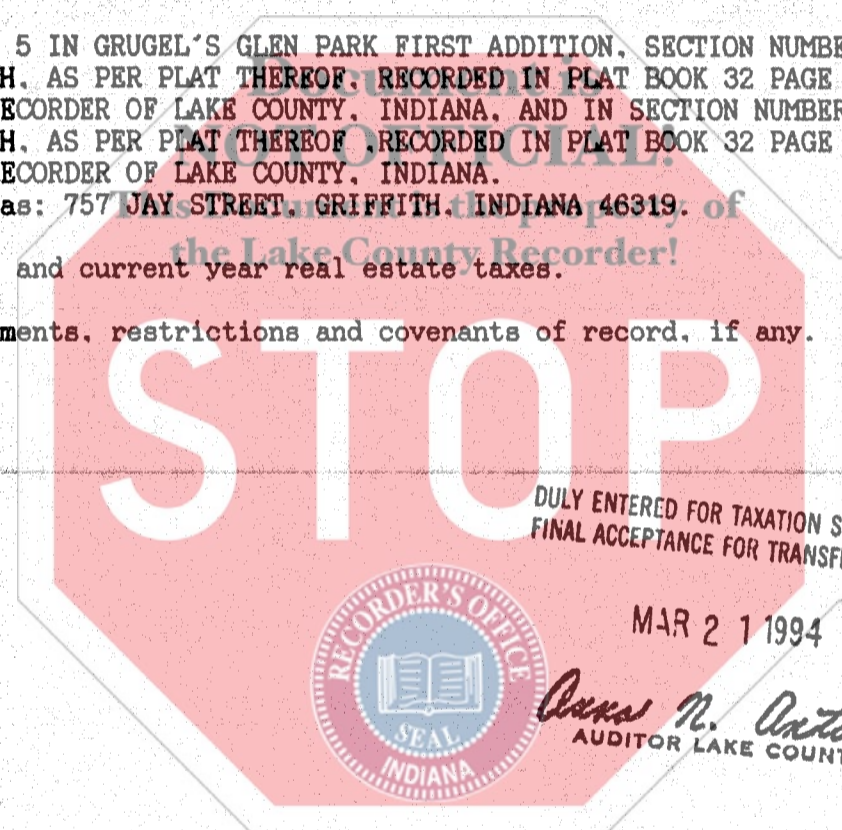 5 IN GRUGEL'S GLEN PARK FIRST ADDITION, SECTION NUMBE
H, AS PER PLAT THEREOF, RECORDED IN PLAT BOOK 32 PAGE
ECORDER OF LAKE COUNTY, INDIANA, AND IN SECTION NUMBER
H, AS PER PLAT THEREOF ,RECORDED IN PLAT BOOK 32 PAGE
ECORDER OF LAKE COUNTY, INDIANA.
as: 757 JAY STREET, GRIFFITH, INDIANA 46319.
and current year real estate taxes.
ments, restrictions and covenants of record, if any.
Document is
NOT OFFICIAL!
This Document is the property of
the Lake County Recorder!
STOP
DULY ENTERED FOR TAXATION S
FINAL ACCEPTANCE FOR TRANSFE
MAR 2 1 1994
Anna N. Anto
AUDITOR LAKE COUNT
RECORDER'S OFFICE
SEAL
INDIANA